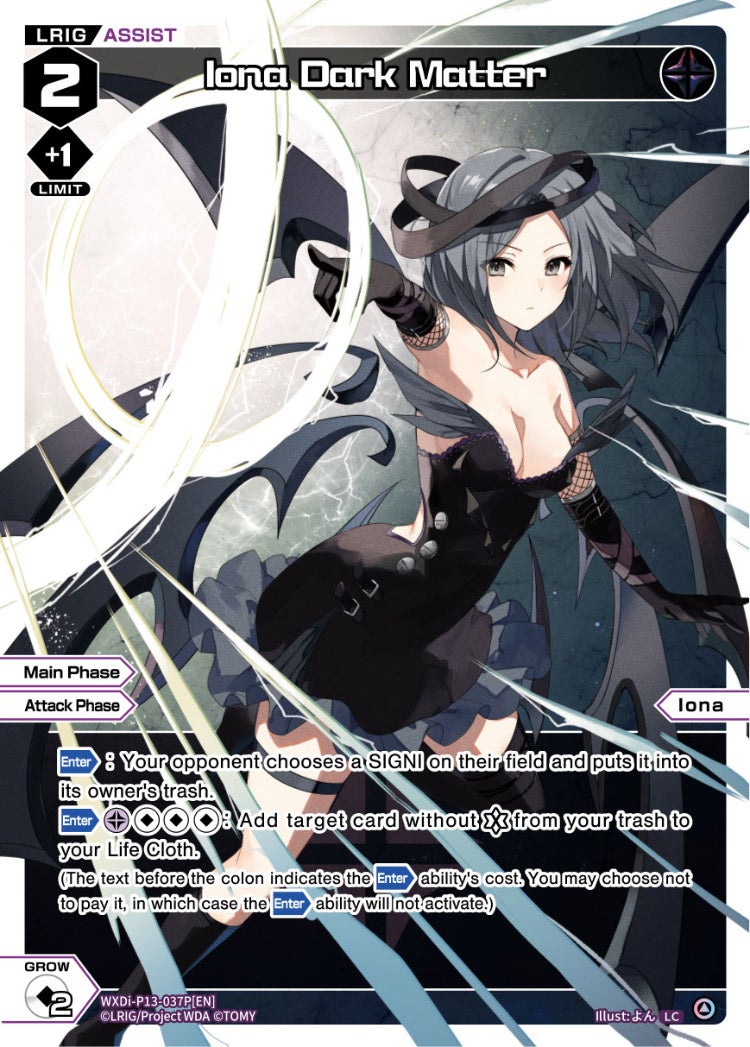 LRIG ASSIST
2
Iona Dark Matter
+1
LIMIT
Main Phase
Attack Phase
Iona
Enter : Your opponent chooses a SIGNI on their field and puts it into
its owner's trash.
Enter : Add target card without from your trash to
your Life Cloth.
(The text before the colon indicates the Enter ability's cost. You may choose not
to pay it, in which case the Enter ability will not activate.)
GROW
2
WXDi-P13-037P[EN]
©LRIG/Project WDA ©TOMY
Illust:よん LC